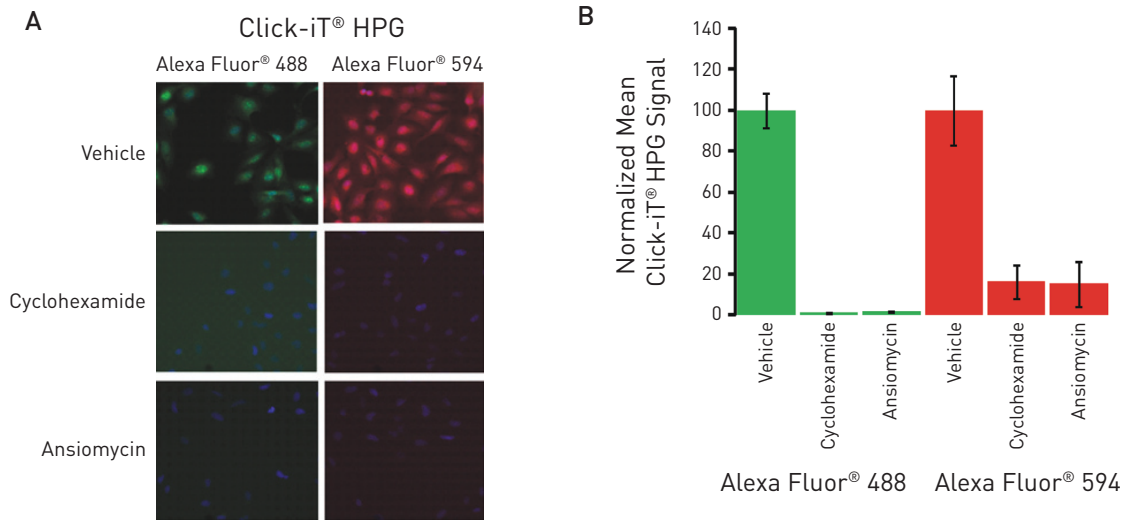 A
Click-iT® HPG
Alexa Fluor® 488 Alexa Fluor® 594
Vehicle
Cyclohexamide
Ansiomycin
B
Normalized Mean
Click-iT® HPG Signal
140
120
100
80
60
40
20
0
Vehicle
Cyclohexamide
Ansiomycin
Vehicle
Cyclohexamide
Ansiomycin
Alexa Fluor® 488 Alexa Fluor® 594